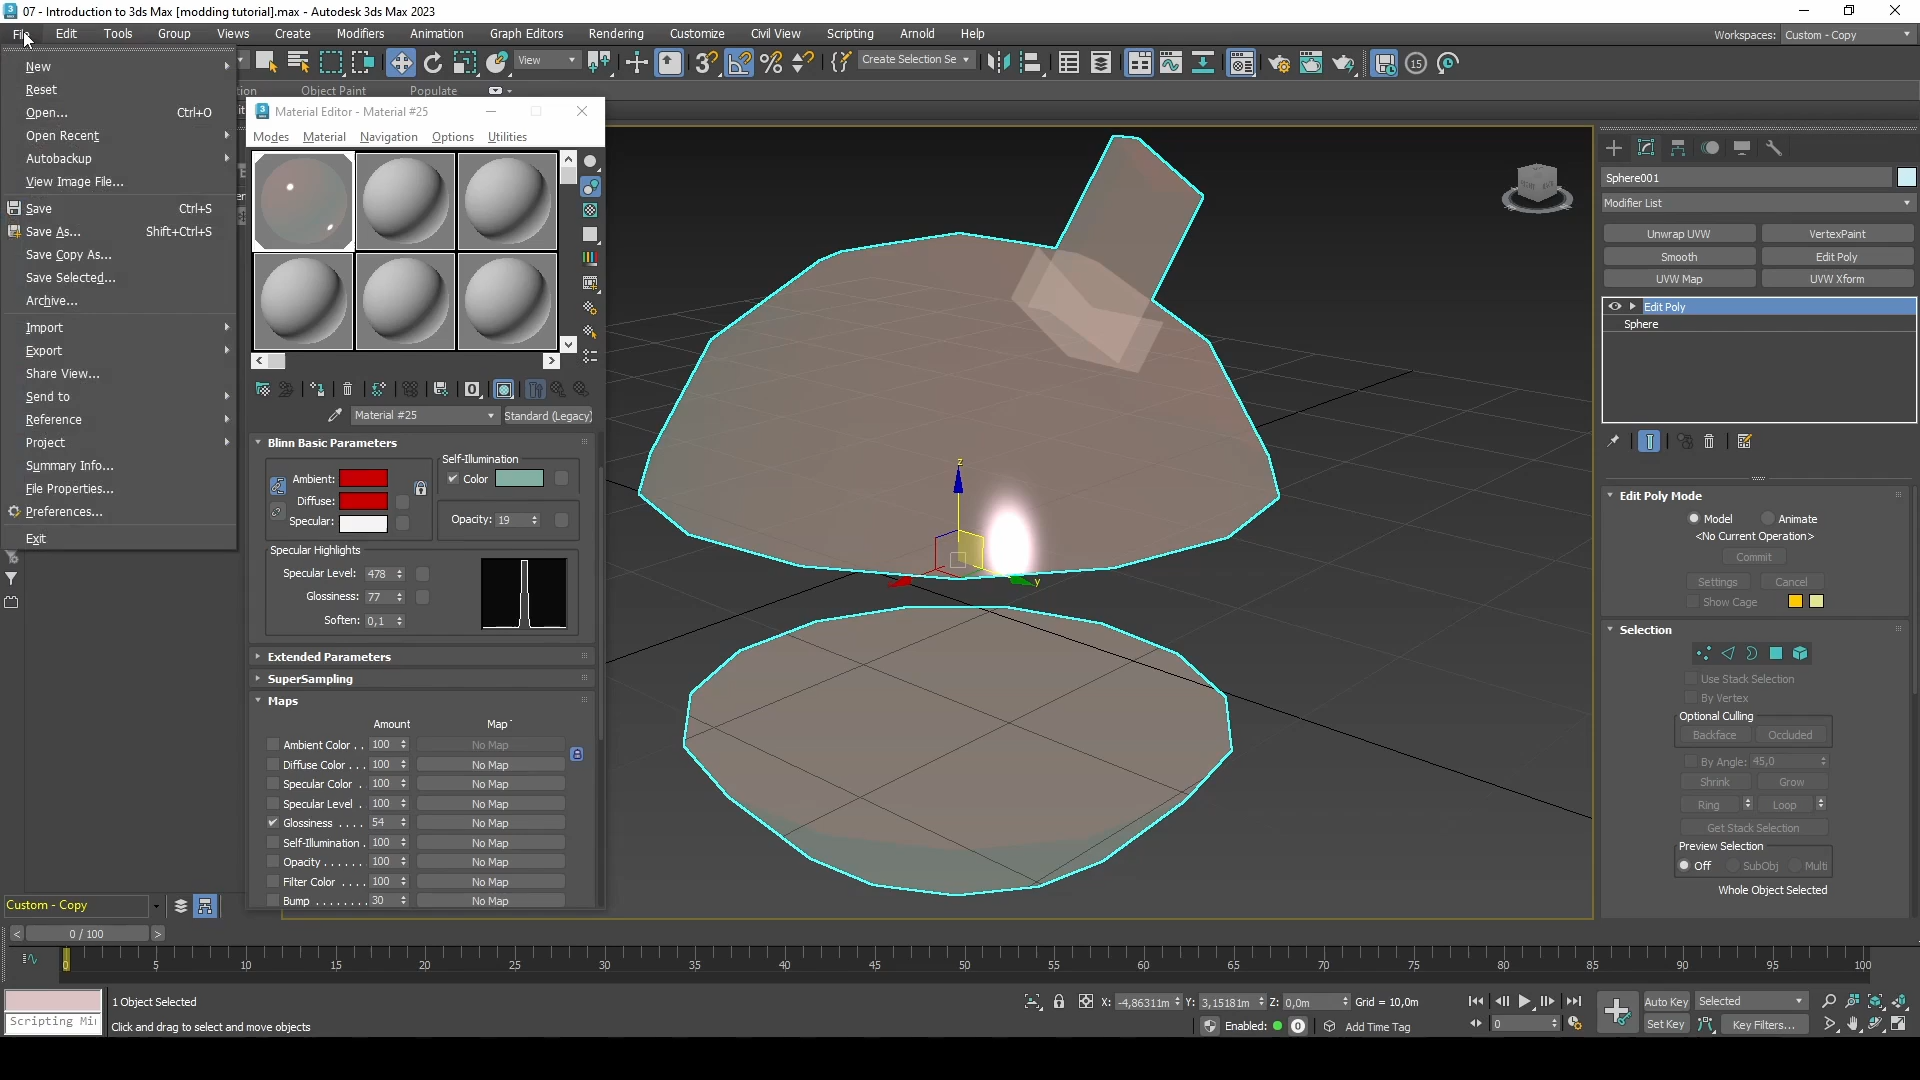 07 - Introduction to 3ds Max [modding tutorial].max - Autodesk 3ds Max 2023
File Edit Tools Group Views Create Modifiers Animation Graph Editors Rendering Customize Civil View Scripting Arnold Help
Workspaces: Custom - Copy
View
Create Selection Se
15
Object Paint Populate
New
Reset
Open... Ctrl+O
Open Recent
Autobackup
View Image File...
Save Ctrl+S
Save As... Shift+Ctrl+S
Save Copy As...
Save Selected...
Archive...
Import
Export
Share View...
Send to
Reference
Project
Summary Info...
File Properties...
Preferences...
Exit
Material Editor - Material #25
Modes Material Navigation Options Utilities
Material #25 Standard (Legacy)
Blinn Basic Parameters
Self-Illumination
Ambient: Color
Diffuse:
Specular: Opacity: 19
Specular Highlights
Specular Level: 478
Glossiness: 77
Soften: 0,1
Extended Parameters
SuperSampling
Maps
Amount Map
Ambient Color . . 100 No Map
Diffuse Color . . . 100 No Map
Specular Color . 100 No Map
Specular Level . 100 No Map
Glossiness . . . . 54 No Map
Self-Illumination . 100 No Map
Opacity . . . . . . 100 No Map
Filter Color . . . . 100 No Map
Bump . . . . . . . . 30 No Map
z
y
Sphere001
Modifier List
Unwrap UVW VertexPaint
Smooth Edit Poly
UVW Map UVW Xform
Edit Poly
Sphere
Edit Poly Mode
Model Animate
<No Current Operation>
Commit
Settings Cancel
Show Cage
Selection
Use Stack Selection
By Vertex
Optional Culling
Backface Occluded
By Angle: 45,0
Shrink Grow
Ring Loop
Get Stack Selection
Preview Selection
Off SubObj Multi
Whole Object Selected
Custom - Copy
< 0 / 100 >
0 5 10 15 20 25 30 35 40 45 50 55 60 65 70 75 80 85 90 95 100
1 Object Selected
Scripting Mi
Click and drag to select and move objects
X: -4,86311m Y: 3,15181m Z: 0,0m Grid = 10,0m
Enabled: 0 Add Time Tag
0
Auto Key Selected
Set Key Key Filters...